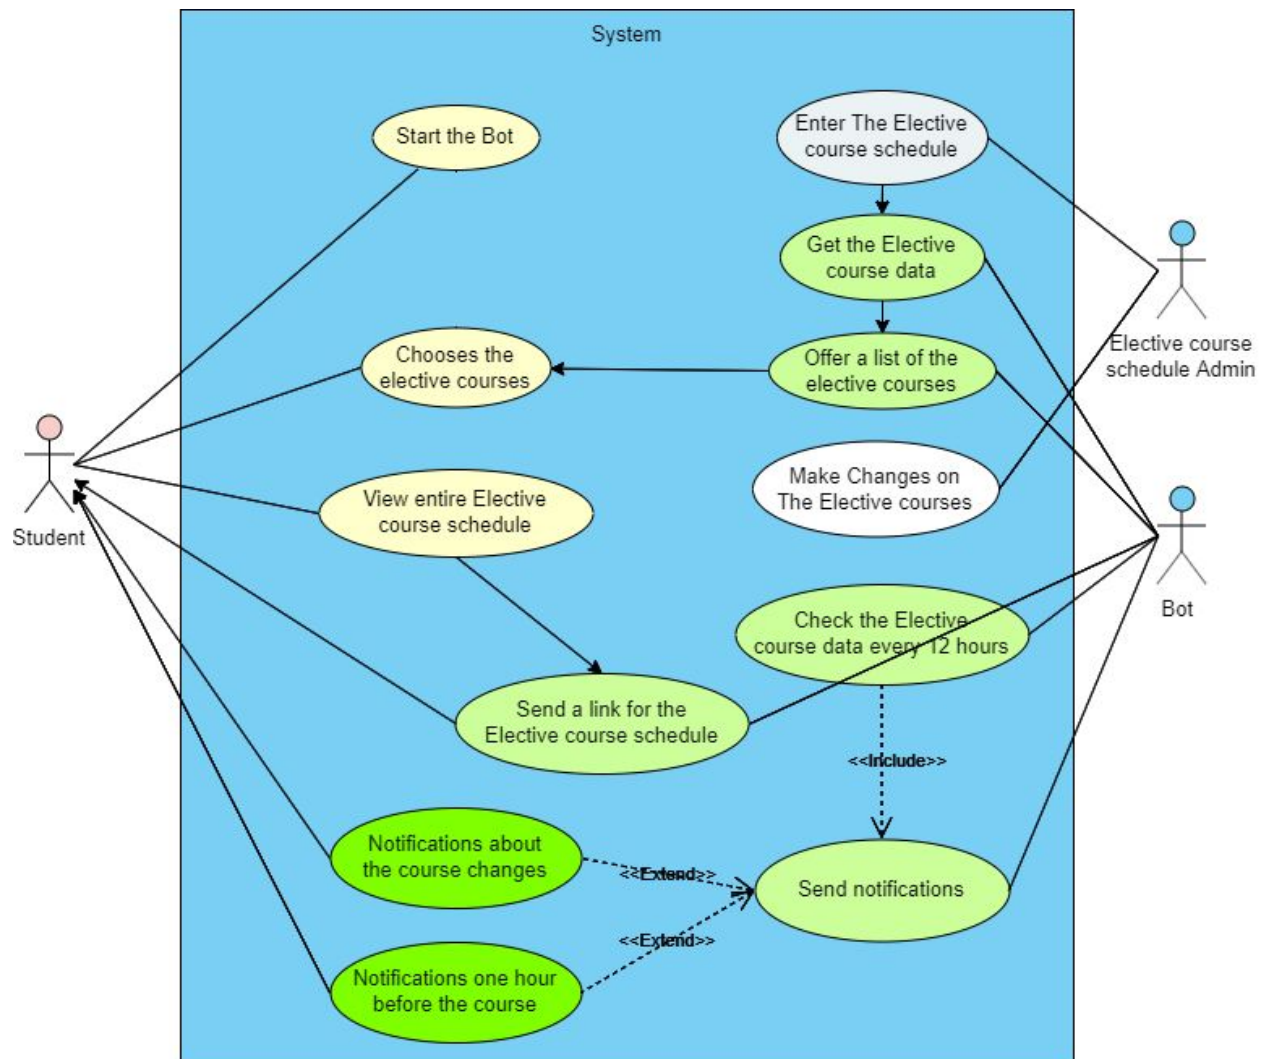 System
Start the Bot
Enter The Elective
course schedule
Get the Elective
course data
Chooses the
elective courses
Offer a list of the
elective courses
Elective course
schedule Admin
Student
View entire Elective
course schedule
Make Changes on
The Elective courses
Bot
Check the Elective
course data every 12 hours
Send a link for the
Elective course schedule
<<Include>>
Notifications about
the course changes
<<Extend>>
Send notifications
<<Extend>>
Notifications one hour
before the course